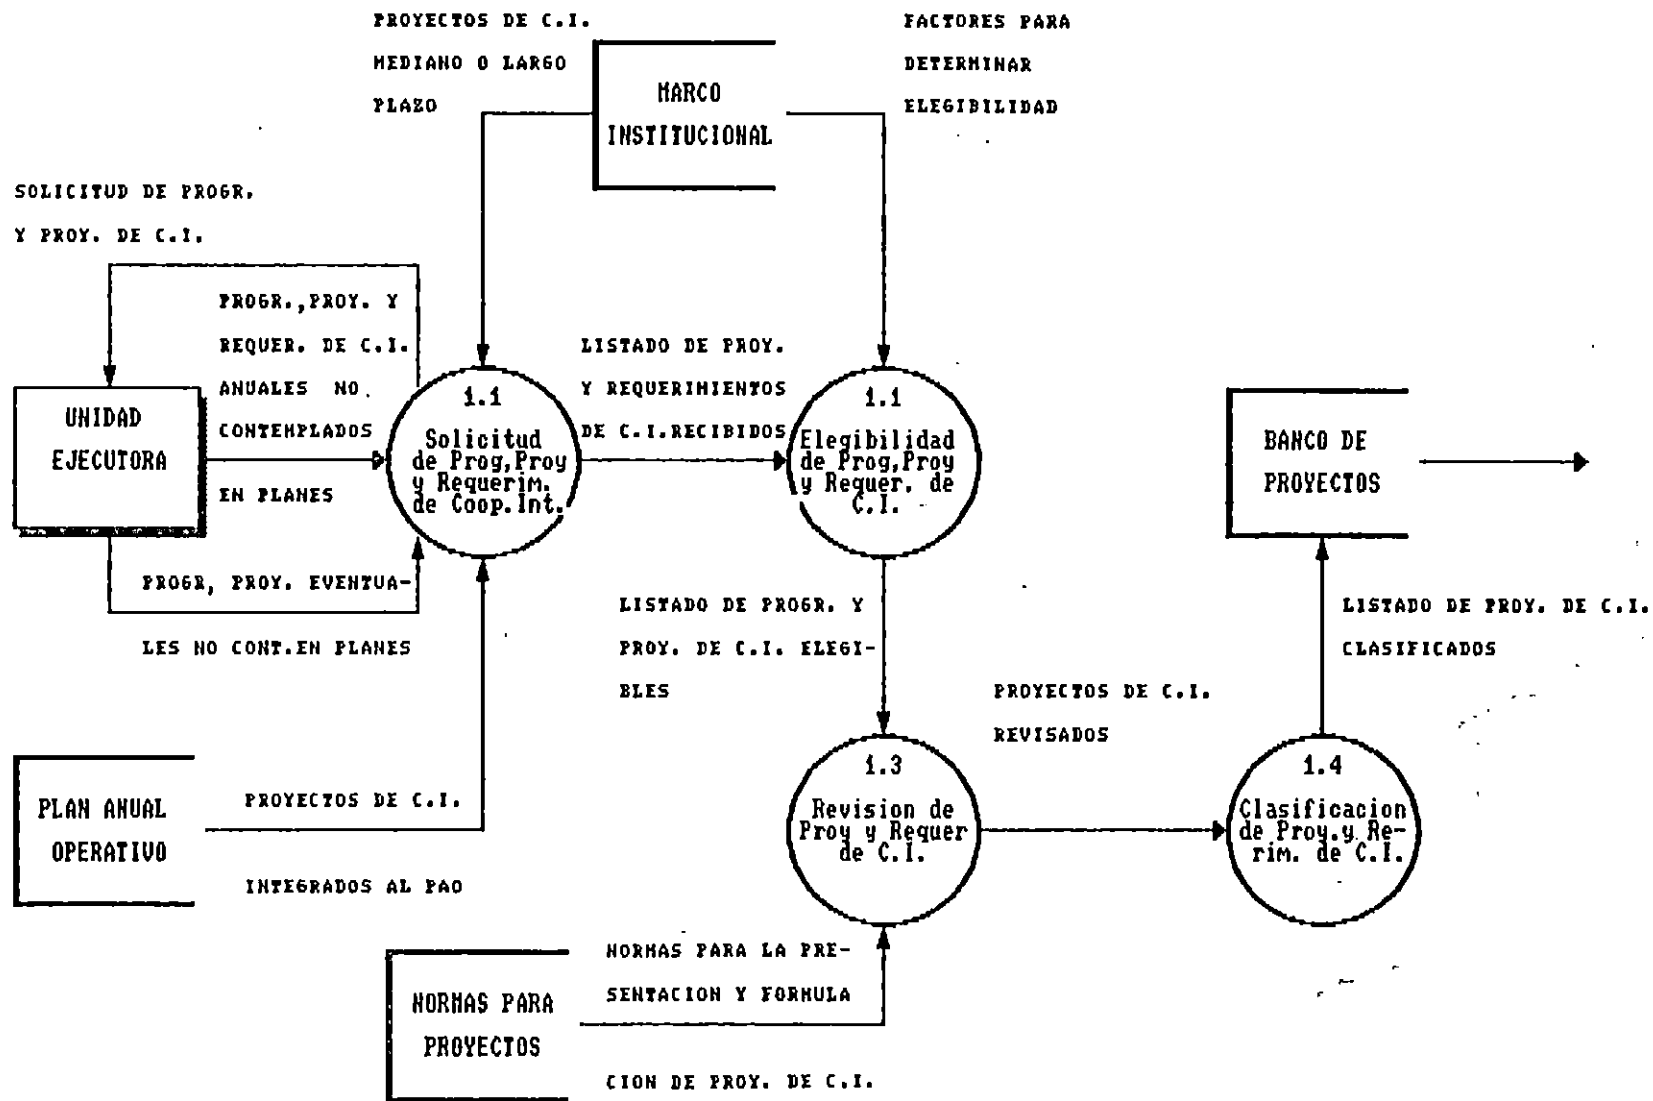 PROYECTOS DE C.I.
MEDIANO O LARGO
PLAZO
MARCO
INSTITUCIONAL
FACTORES PARA
DETERMINAR
ELEGIBILIDAD
SOLICITUD DE PROGR.
Y PROY. DE C.I.
PROGR.,PROY. Y
REQUER. DE C.I.
ANUALES NO
CONTEMPLADOS
EN PLANES
UNIDAD
EJECUTORA
1.1
Solicitud
de Prog,Proy
y Requerim.
de Coop.Int.
LISTADO DE PROY.
Y REQUERIMIENTOS
DE C.I.RECIBIDOS
1.1
Elegibilidad
de Prog,Proy
y Requer. de
C.I.
BANCO DE
PROYECTOS
PROGR, PROY. EVENTUA-
LES NO CONT.EN PLANES
LISTADO DE PROGR. Y
PROY. DE C.I. ELEGI-
BLES
LISTADO DE PROY. DE C.I.
CLASIFICADOS
PROYECTOS DE C.I.
REVISADOS
PLAN ANUAL
OPERATIVO
PROYECTOS DE C.I.
INTEGRADOS AL PAO
1.3
Revision de
Proy y Requer
de C.I.
1.4
Clasificacion
de Proy.y Re-
rim. de C.I.
NORMAS PARA
PROYECTOS
NORMAS PARA LA PRE-
SENTACION Y FORMULA
CION DE PROY. DE C.I.